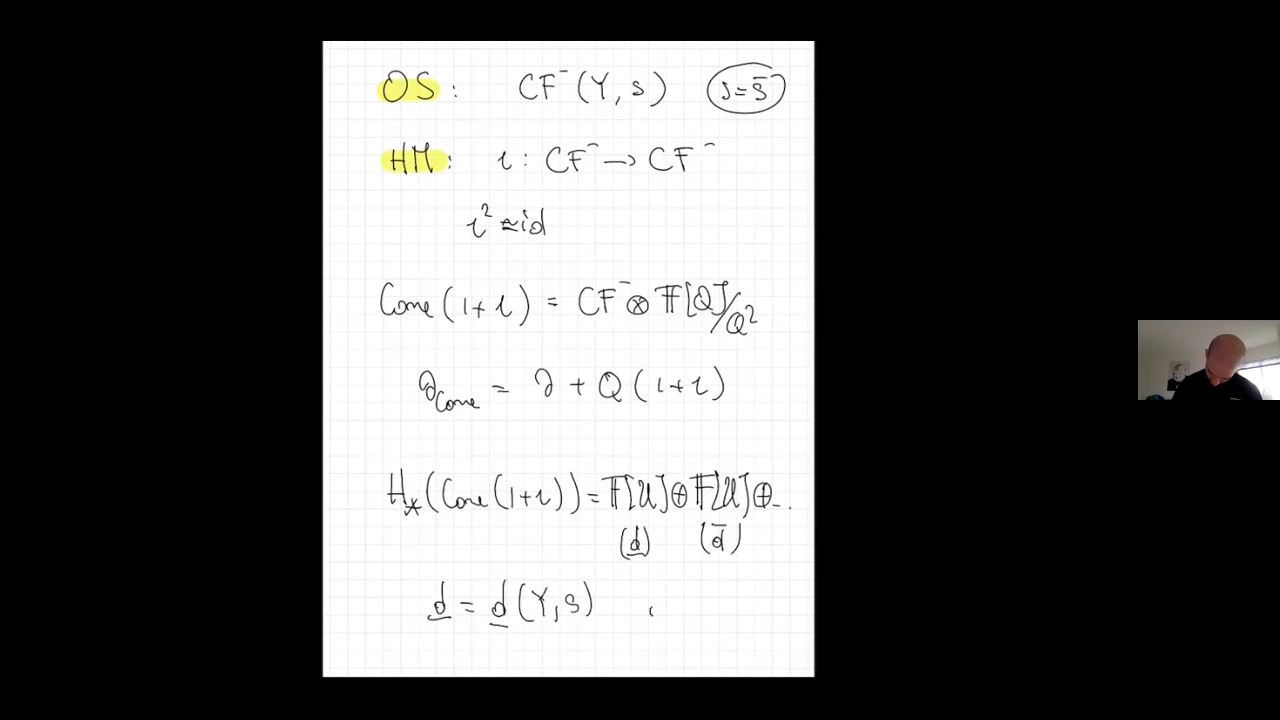 OS : CF⁻(Y, s) s = s̄
HM : ι : CF⁻ → CF⁻
ι² ≃ id
Cone(1+ι) = CF⁻ ⊗ 𝔽[Q]/Q²
∂_Cone = ∂ + Q(1+ι)
H_*(Cone(1+ι)) = 𝔽[U] ⊕ 𝔽[U] ⊕ ...
(d̲) (d̄)
d̲ = d̲(Y, s)